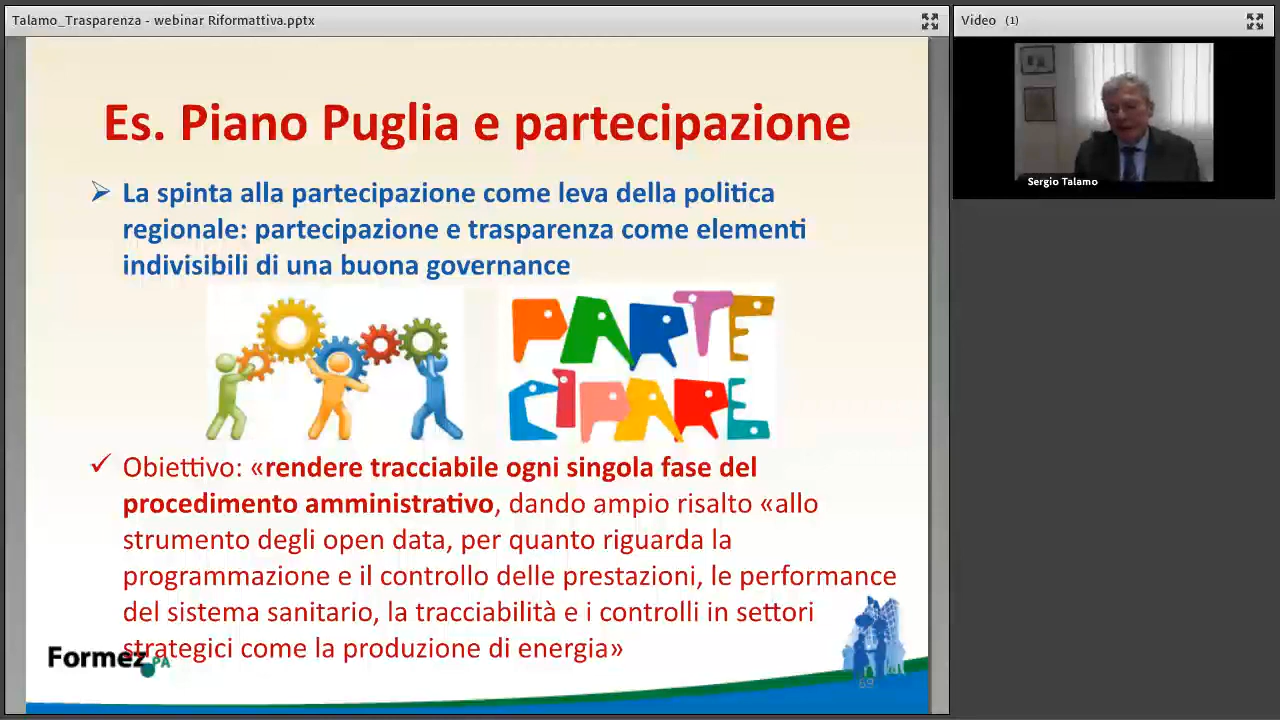 Talamo_Trasparenza - webinar Riformattiva.pptx
Video (1)
Sergio Talamo
Es. Piano Puglia e partecipazione
La spinta alla partecipazione come leva della politica
regionale: partecipazione e trasparenza come elementi
indivisibili di una buona governance
PARTE
CIPARE
Obiettivo: «rendere tracciabile ogni singola fase del
procedimento amministrativo, dando ampio risalto «allo
strumento degli open data, per quanto riguarda la
programmazione e il controllo delle prestazioni, le performance
del sistema sanitario, la tracciabilità e i controlli in settori
strategici come la produzione di energia»
Formez PA